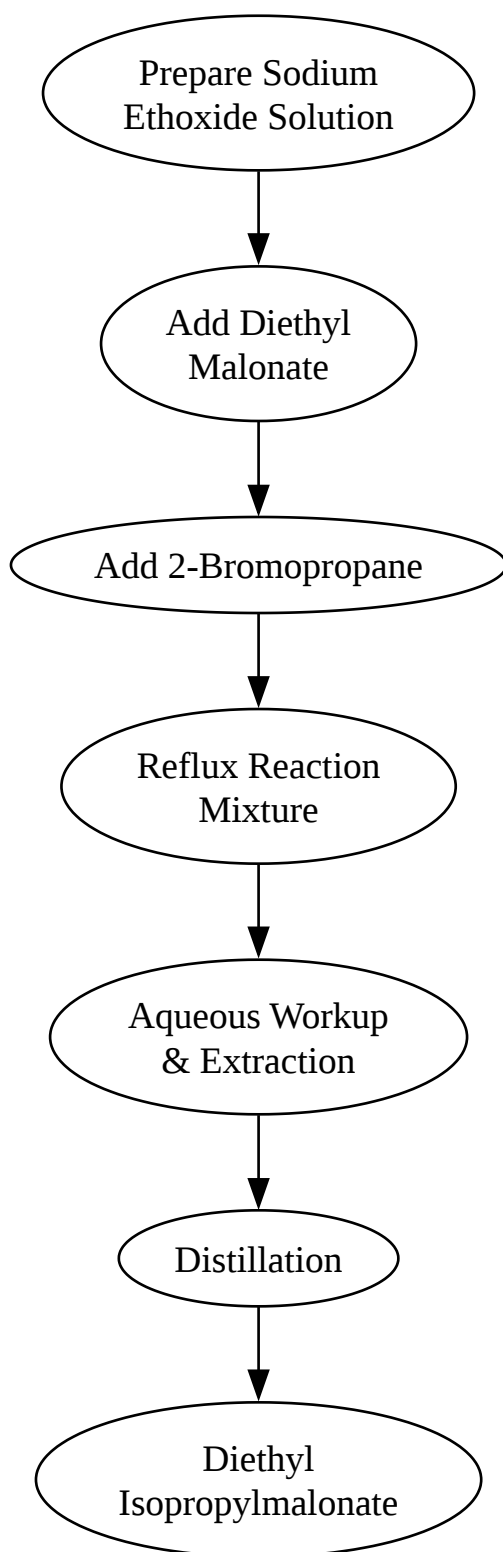 Prepare Sodium
Ethoxide Solution
Add Diethyl
Malonate
Add 2-Bromopropane
Reflux Reaction
Mixture
Aqueous Workup
& Extraction
Distillation
Diethyl
Isopropylmalonate